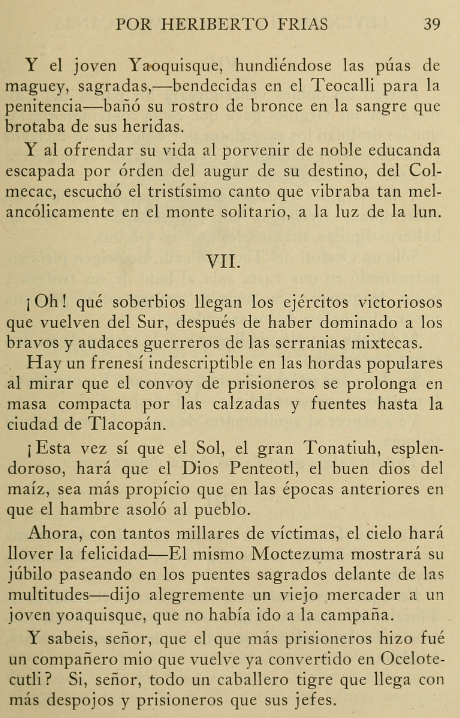 POR HERIBERTO FRIAS 39
Y el joven Yaoquisque, hundiéndose las púas de
maguey, sagradas,—bendecidas en el Teocalli para la
penitencia—bañó su rostro de bronce en la sangre que
brotaba de sus heridas.
Y al ofrendar su vida al porvenir de noble educanda
escapada por órden del augur de su destino, del Col-
mecac, escuchó el tristísimo canto que vibraba tan mel-
ancólicamente en el monte solitario, a la luz de la lun.
VII.
¡Oh! qué soberbios llegan los ejércitos victoriosos
que vuelven del Sur, después de haber dominado a los
bravos y audaces guerreros de las serranias mixtecas.
Hay un frenesí indescriptible en las hordas populares
al mirar que el convoy de prisioneros se prolonga en
masa compacta por las calzadas y fuentes hasta la
ciudad de Tlacopán.
¡Esta vez sí que el Sol, el gran Tonatiuh, esplen-
doroso, hará que el Dios Penteotl, el buen dios del
maíz, sea más propício que en las épocas anteriores en
que el hambre asoló al pueblo.
Ahora, con tantos millares de víctimas, el cielo hará
llover la felicidad—El mismo Moctezuma mostrará su
júbilo paseando en los puentes sagrados delante de las
multitudes—dijo alegremente un viejo mercader a un
joven yoaquisque, que no había ido a la campaña.
Y sabeis, señor, que el que más prisioneros hizo fué
un compañero mio que vuelve ya convertido en Ocelote-
cutli? Si, señor, todo un caballero tigre que llega con
más despojos y prisioneros que sus jefes.